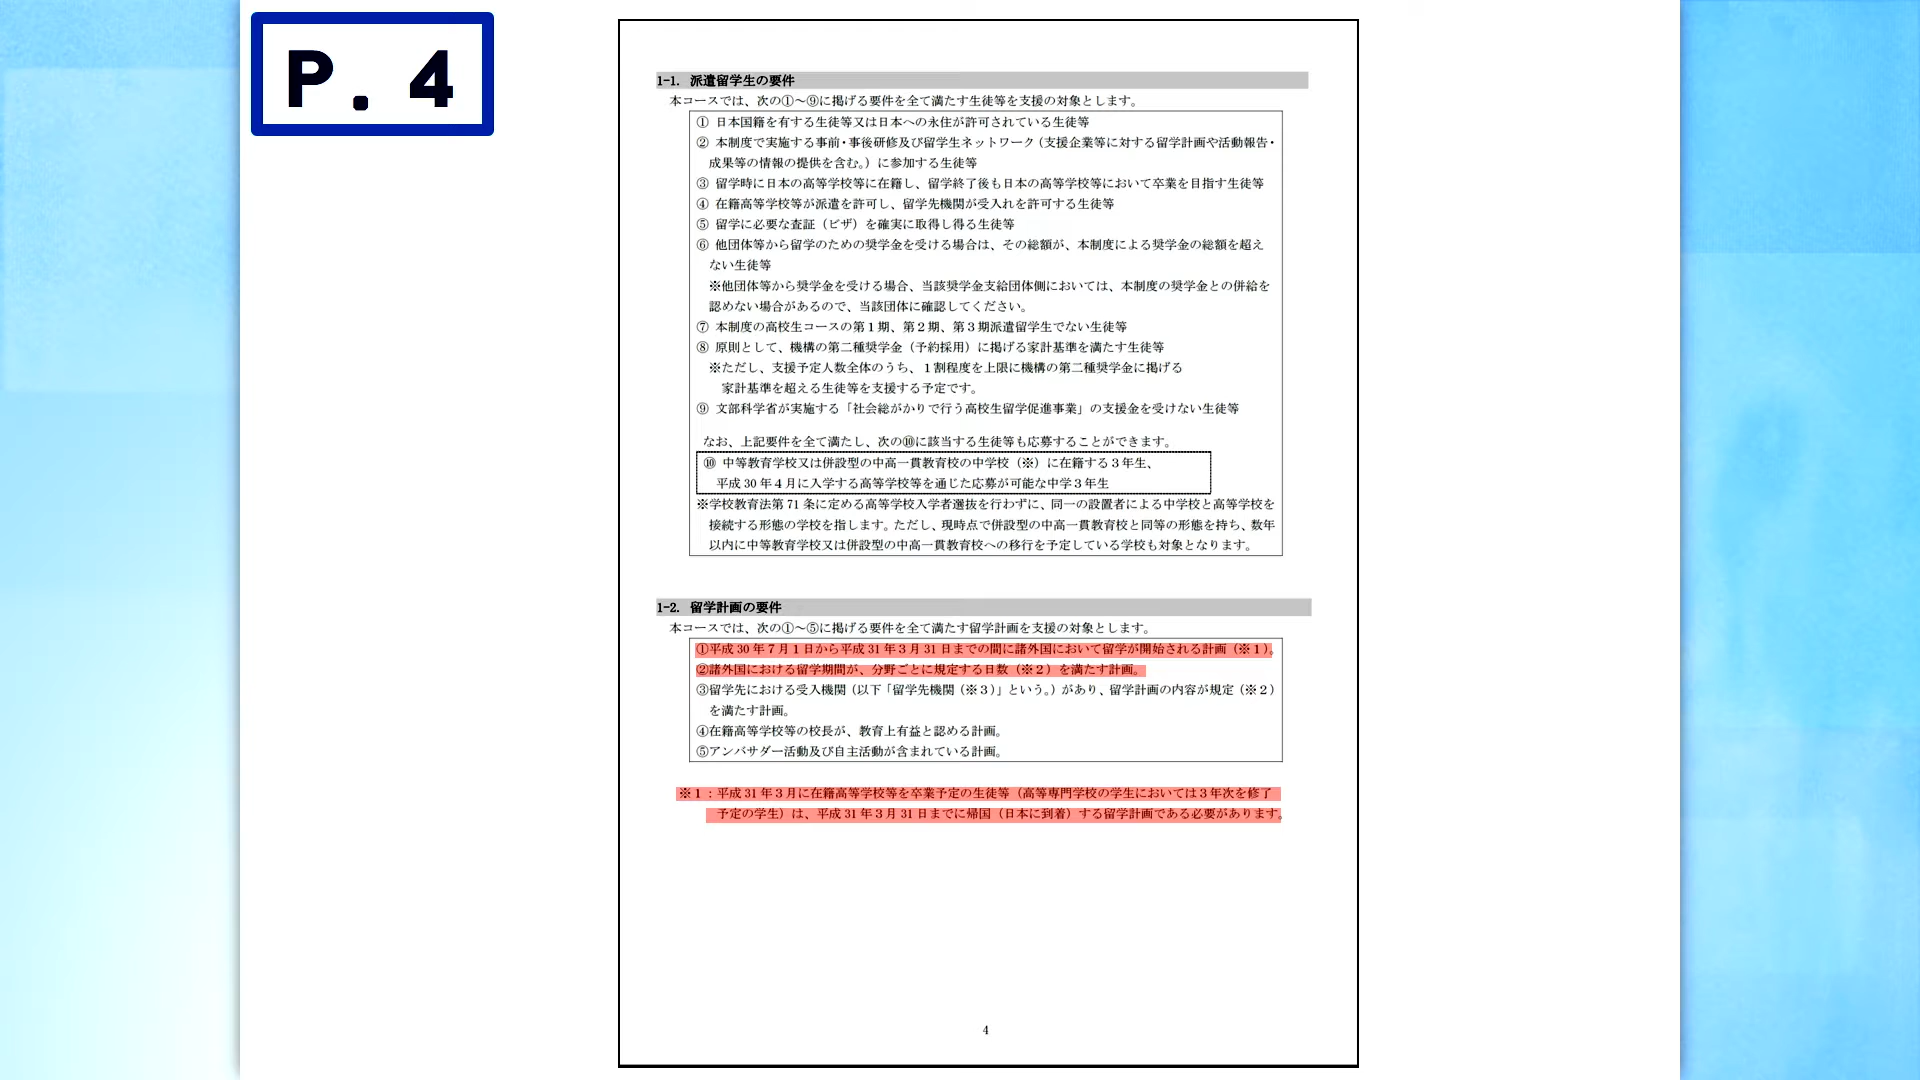 P. 4
1-1. 派遣留学生の要件
本コースでは、次の①～⑨に掲げる要件を全て満たす生徒等を支援の対象とします。
① 日本国籍を有する生徒等又は日本への永住が許可されている生徒等
② 本制度で実施する事前・事後研修及び留学生ネットワーク（支援企業等に対する留学計画や活動報告・
成果等の情報の提供を含む。）に参加する生徒等
③ 留学時に日本の高等学校等に在籍し、留学終了後も日本の高等学校等において卒業を目指す生徒等
④ 在籍高等学校等が派遣を許可し、留学先機関が受入れを許可する生徒等
⑤ 留学に必要な査証（ビザ）を確実に取得し得る生徒等
⑥ 他団体等から留学のための奨学金を受ける場合は、その総額が、本制度による奨学金の総額を超え
ない生徒等
※他団体等から奨学金を受ける場合、当該奨学金支給団体側においては、本制度の奨学金との併給を
認めない場合があるので、当該団体に確認してください。
⑦ 本制度の高校生コースの第１期、第２期、第３期派遣留学生でない生徒等
⑧ 原則として、機構の第二種奨学金（予約採用）に掲げる家計基準を満たす生徒等
※ただし、支援予定人数全体のうち、１割程度を上限に機構の第二種奨学金に掲げる
家計基準を超える生徒等を支援する予定です。
⑨ 文部科学省が実施する「社会総がかりで行う高校生留学促進事業」の支援金を受けない生徒等
なお、上記要件を全て満たし、次の⑩に該当する生徒等も応募することができます。
⑩ 中等教育学校又は併設型の中高一貫教育校の中学校（※）に在籍する３年生、
平成 30 年４月に入学する高等学校等を通じた応募が可能な中学３年生
※学校教育法第 71 条に定める高等学校入学者選抜を行わずに、同一の設置者による中学校と高等学校を
接続する形態の学校を指します。ただし、現時点で併設型の中高一貫教育校と同等の形態を持ち、数年
以内に中等教育学校又は併設型の中高一貫教育校への移行を予定している学校も対象となります。
1-2. 留学計画の要件
本コースでは、次の①～⑤に掲げる要件を全て満たす留学計画を支援の対象とします。
①平成 30 年７月１日から平成 31 年３月 31 日までの間に諸外国において留学が開始される計画（※１）。
②諸外国における留学期間が、分野ごとに規定する日数（※２）を満たす計画。
③留学先における受入機関（以下「留学先機関（※３）」という。）があり、留学計画の内容が規定（※２）
を満たす計画。
④在籍高等学校等の校長が、教育上有益と認める計画。
⑤アンバサダー活動及び自主活動が含まれている計画。
※１：平成 31 年３月に在籍高等学校等を卒業予定の生徒等（高等専門学校の学生においては３年次を修了
予定の学生）は、平成 31 年３月 31 日までに帰国（日本に到着）する留学計画である必要があります。
4